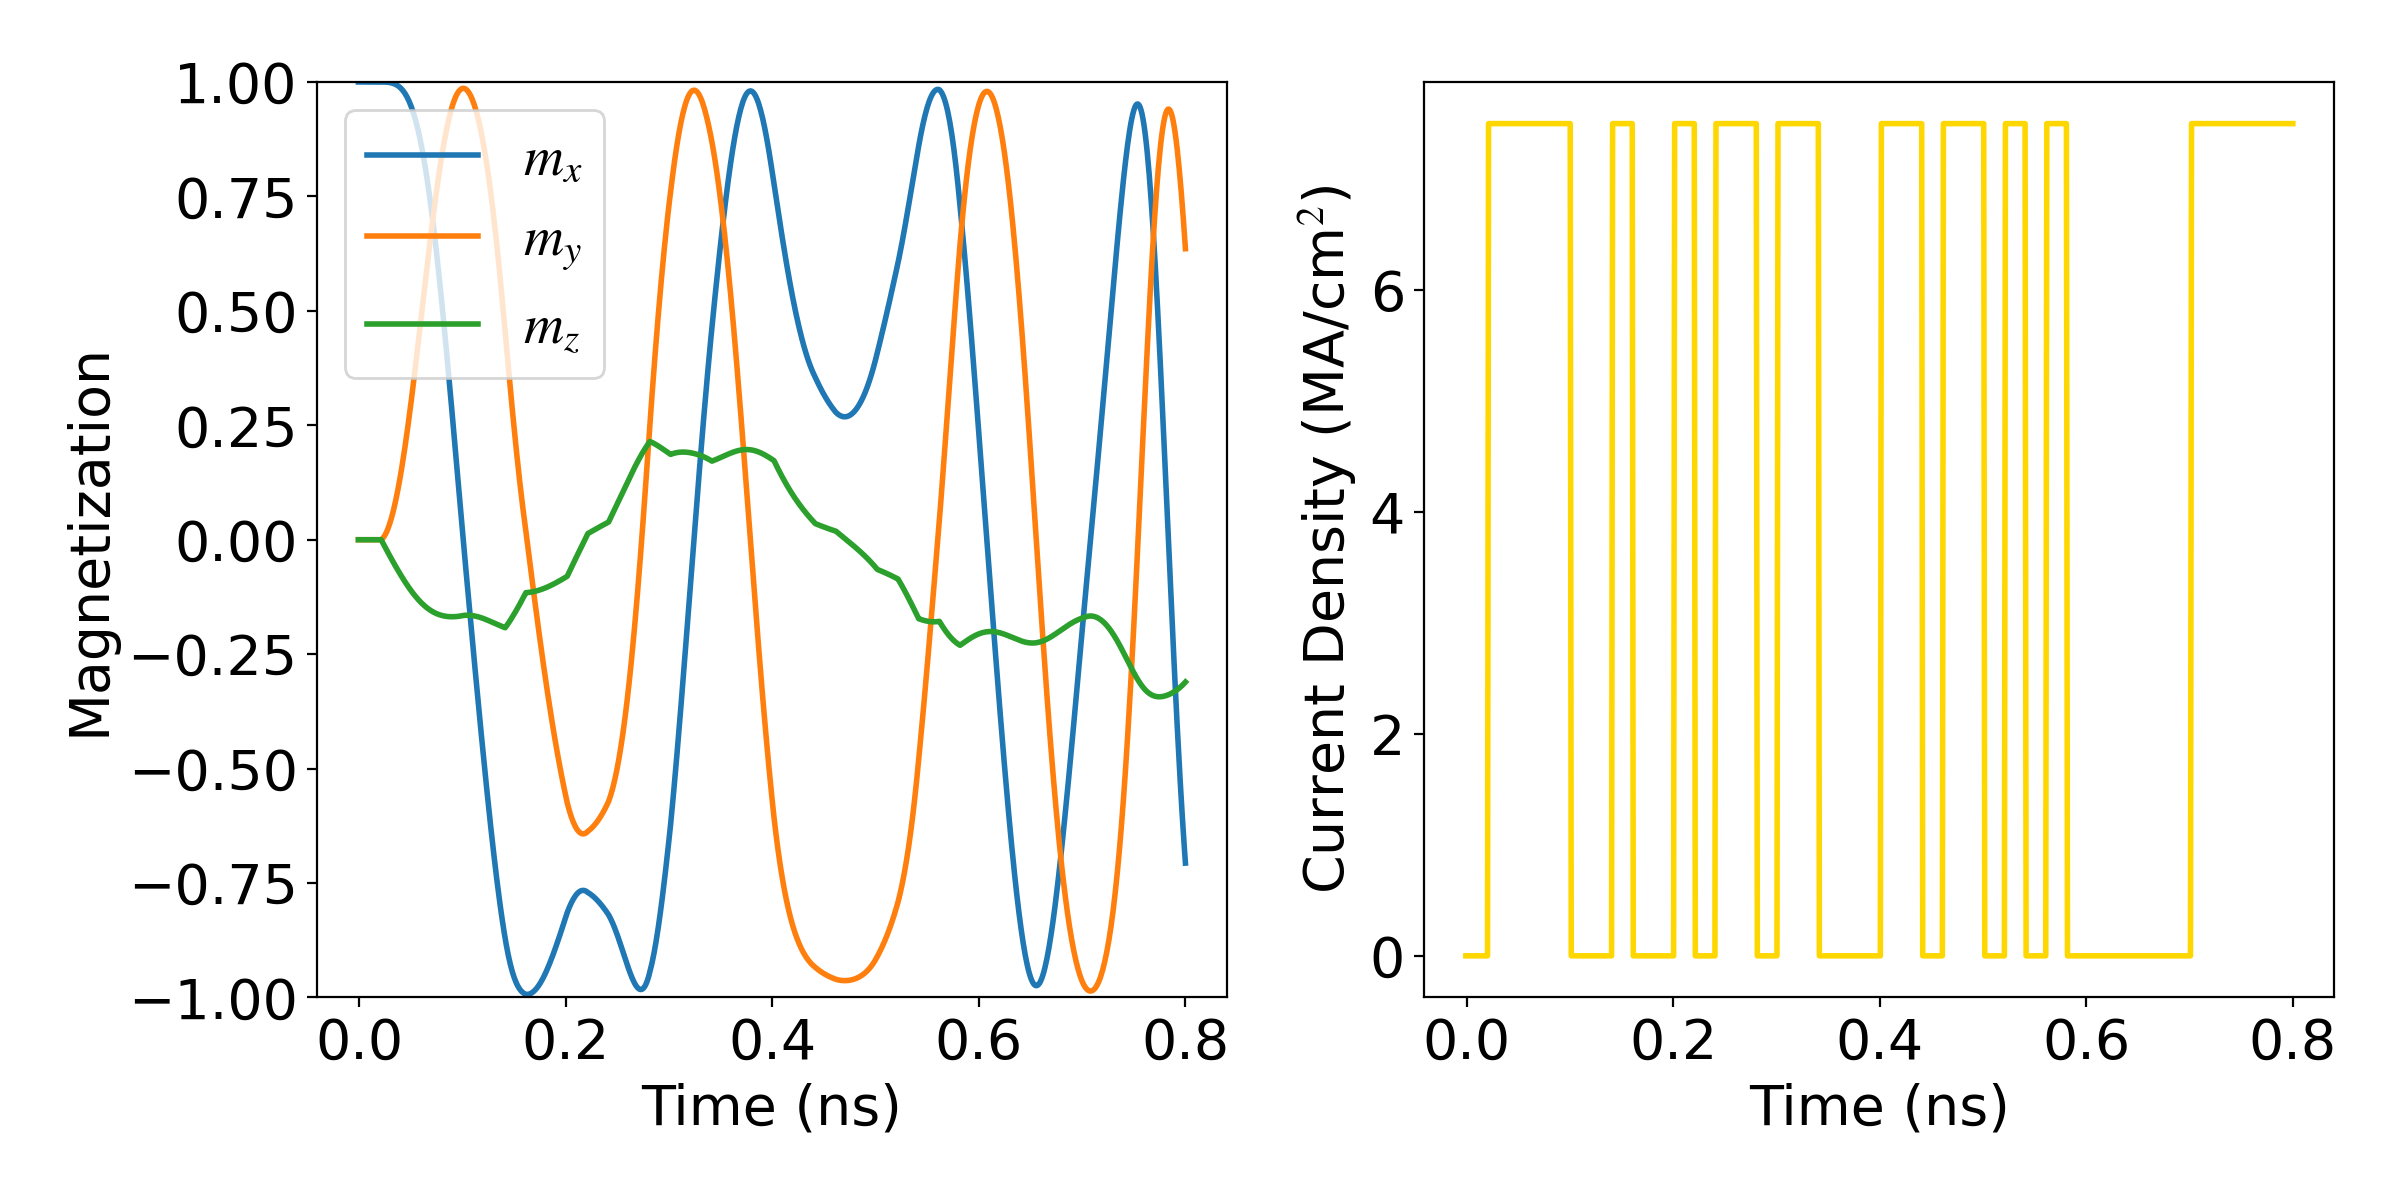 Magnetization
1.00
0.75
0.50
0.25
0.00
−0.25
−0.50
−0.75
−1.00
m_x
m_y
m_z
0.0 0.2 0.4 0.6 0.8
Time (ns)
Current Density (MA/cm²)
6
4
2
0
0.0 0.2 0.4 0.6 0.8
Time (ns)